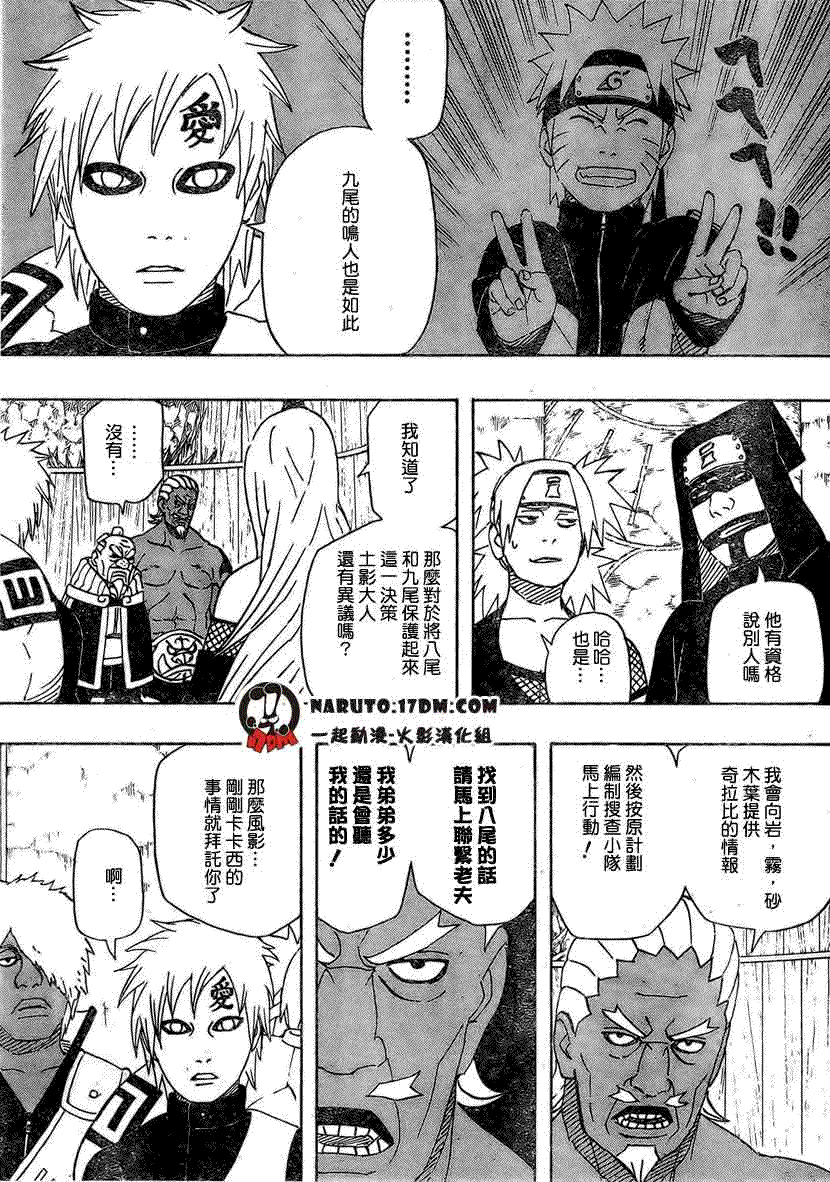 へへへへ!!
………
九尾的鳴人也是如此
愛
他有資格
說別人嗎
哈哈…
也是…
我知道了
那麼對於將八尾
和九尾保護起來
這一決策
土影大人
還有異議嗎？
………
沒有…
NARUTO.17DM.COM
17DM
一起動漫-火影漢化組
我會向岩，霧，砂
木葉提供
奇拉比的情報
然後按原計劃
編制搜查小隊
馬上行動！
找到八尾的話
請馬上聯繫老夫
我弟弟多少
還是會聽
我的話的！
那麼風影…
剛剛卡卡西的
事情就拜託你了
啊…
愛